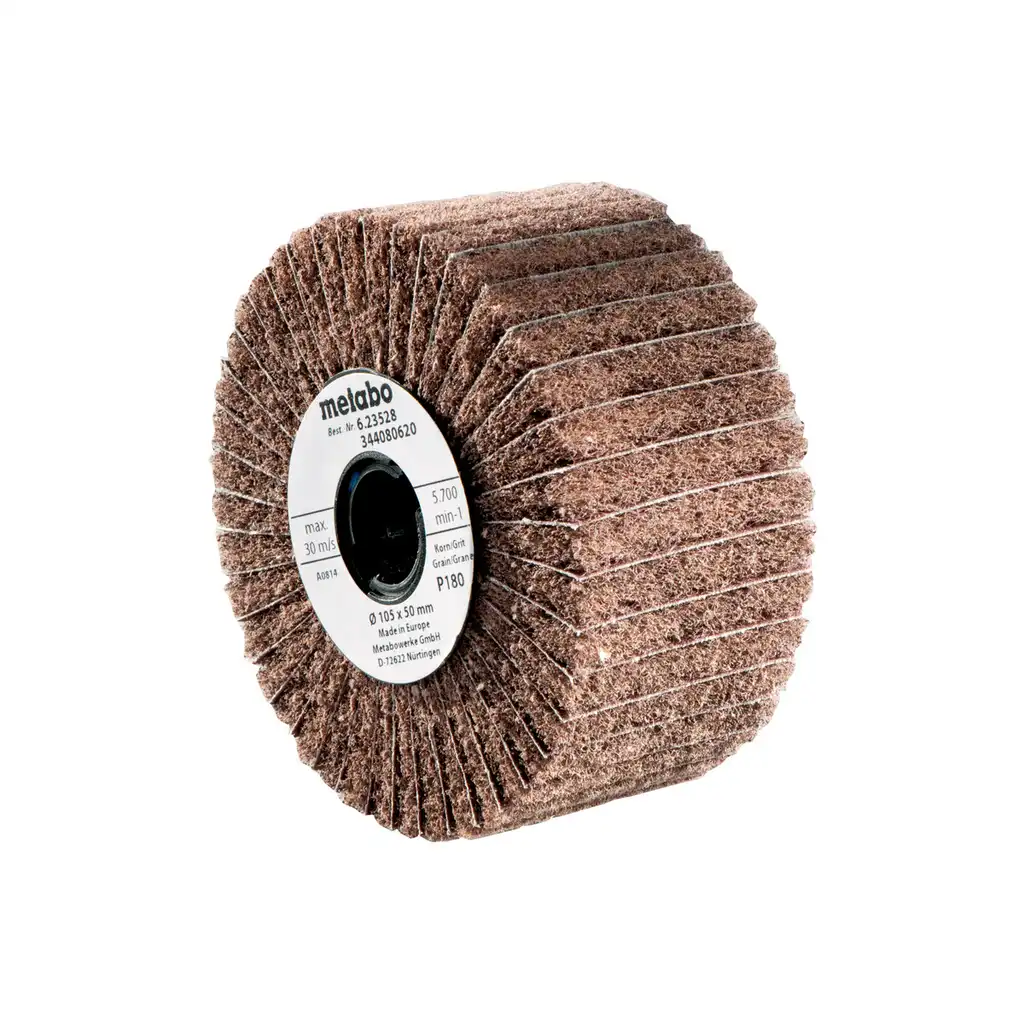 metabo
Best. Nr. 6.23528
344080620
max.
30 m/s
5.700
min-1
A0814
Korn/Grit
Grain/Grane
P180
Ø 105 x 50 mm
Made in Europe
Metabowerke GmbH
D-72622 Nürtingen